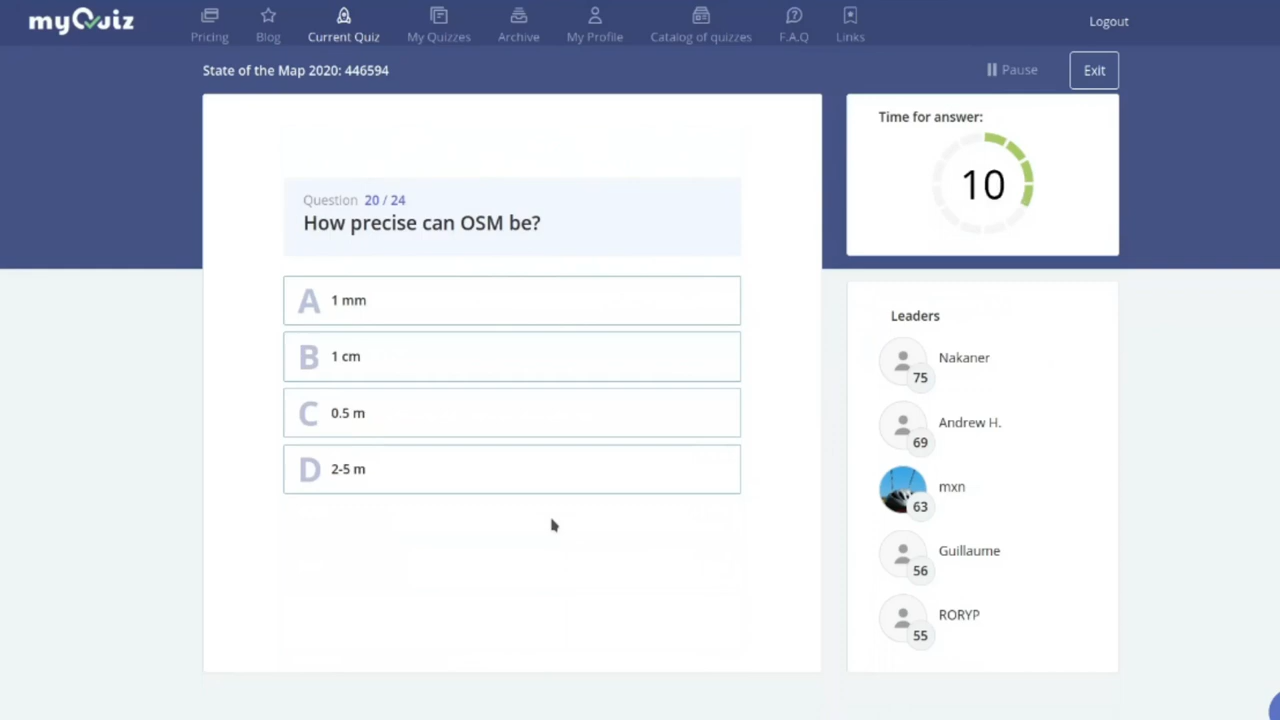 myQuiz
Pricing
Blog
Current Quiz
My Quizzes
Archive
My Profile
Catalog of quizzes
F.A.Q
Links
Logout
State of the Map 2020: 446594
Pause
Exit
Question 20 / 24
How precise can OSM be?
A 1 mm
B 1 cm
C 0.5 m
D 2-5 m
Time for answer:
10
Leaders
Nakaner
75
Andrew H.
69
mxn
63
Guillaume
56
RORYP
55